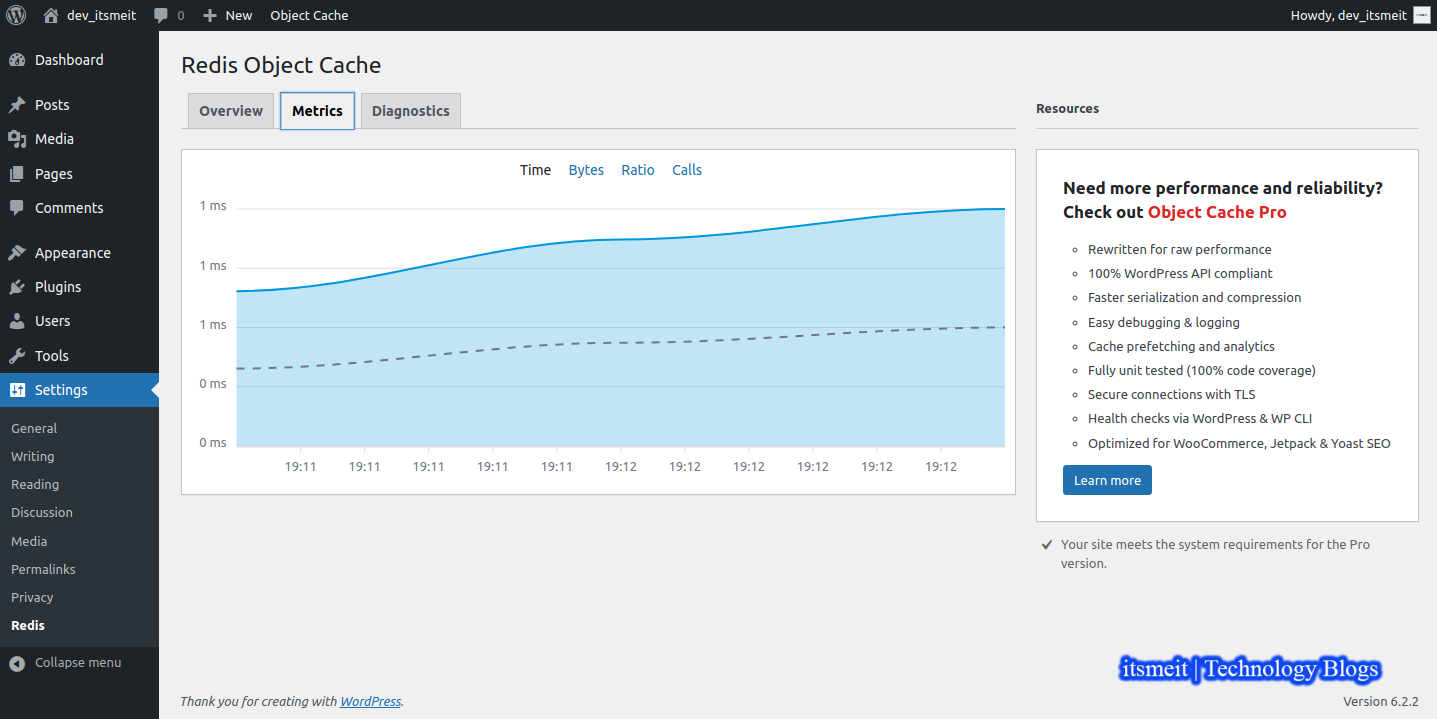 dev_itsmeit
0
New
Object Cache
Howdy, dev_itsmeit
Dashboard
Posts
Media
Pages
Comments
Appearance
Plugins
Users
Tools
Settings
General
Writing
Reading
Discussion
Media
Permalinks
Privacy
Redis
Collapse menu
Redis Object Cache
Overview
Metrics
Diagnostics
Time
Bytes
Ratio
Calls
1 ms
1 ms
1 ms
0 ms
0 ms
19:11
19:11
19:11
19:11
19:11
19:12
19:12
19:12
19:12
19:12
19:12
Resources
Need more performance and reliability?
Check out Object Cache Pro
Rewritten for raw performance
100% WordPress API compliant
Faster serialization and compression
Easy debugging & logging
Cache prefetching and analytics
Fully unit tested (100% code coverage)
Secure connections with TLS
Health checks via WordPress & WP CLI
Optimized for WooCommerce, Jetpack & Yoast SEO
Learn more
Your site meets the system requirements for the Pro
version.
itsmeit | Technology Blogs
Thank you for creating with WordPress.
Version 6.2.2